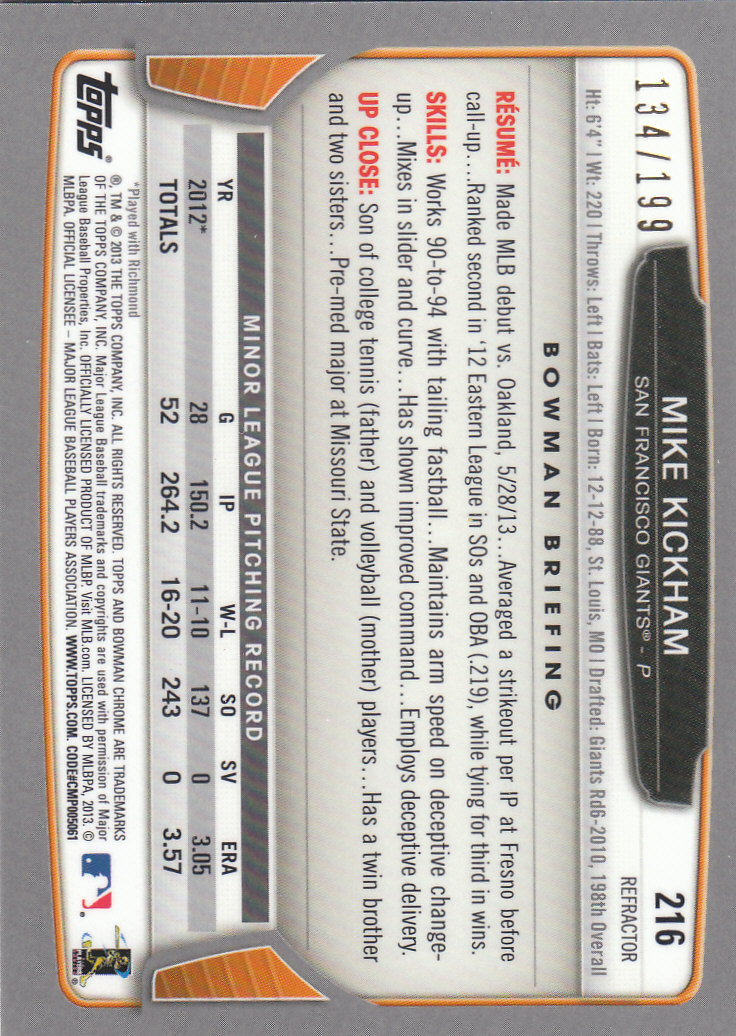 134/199
MIKE KICKHAM
SAN FRANCISCO GIANTS® - P
216
REFRACTOR
Ht: 6'4" | Wt: 220 | Throws: Left | Bats: Left | Born: 12-12-88, St. Louis, MO | Drafted: Giants Rd6-2010, 198th Overall
BOWMAN BRIEFING
RÉSUMÉ: Made MLB debut vs. Oakland, 5/28/13...Averaged a strikeout per IP at Fresno before
call-up....Ranked second in '12 Eastern League in SOs and OBA (.219), while tying for third in wins.
SKILLS: Works 90-to-94 with tailing fastball...Maintains arm speed on deceptive change-
up...Mixes in slider and curve...Has shown improved command...Employs deceptive delivery.
UP CLOSE: Son of college tennis (father) and volleyball (mother) players....Has a twin brother
and two sisters....Pre-med major at Missouri State.
MINOR LEAGUE PITCHING RECORD
YR G IP W-L SO SV ERA
2012* 28 150.2 11-10 137 0 3.05
TOTALS 52 264.2 16-20 243 0 3.57
*Played with Richmond
Topps®
®, TM & © 2013 THE TOPPS COMPANY, INC. ALL RIGHTS RESERVED. TOPPS AND BOWMAN CHROME ARE TRADEMARKS
OF THE TOPPS COMPANY, INC. Major League Baseball trademarks and copyrights are used with permission of Major
League Baseball Properties, Inc. OFFICIALLY LICENSED PRODUCT OF MLBP. Visit MLB.com. LICENSED BY MLBPA, 2013. ©
MLBPA. OFFICIAL LICENSEE – MAJOR LEAGUE BASEBALL PLAYERS ASSOCIATION. WWW.TOPPS.COM. CODE#CMP005061